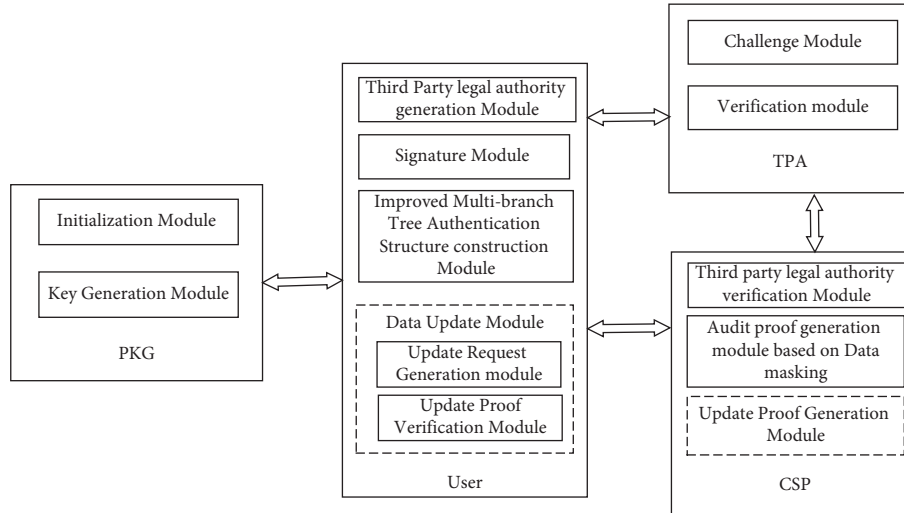 Initialization Module
Key Generation Module
PKG
Third Party legal authority
generation Module
Signature Module
Improved Multi-branch
Tree Authentication
Structure construction
Module
Data Update Module
Update Request
Generation module
Update Proof
Verification Module
User
Challenge Module
Verification module
TPA
Third party legal authority
verification Module
Audit proof generation
module based on Data
masking
Update Proof Generation
Module
CSP